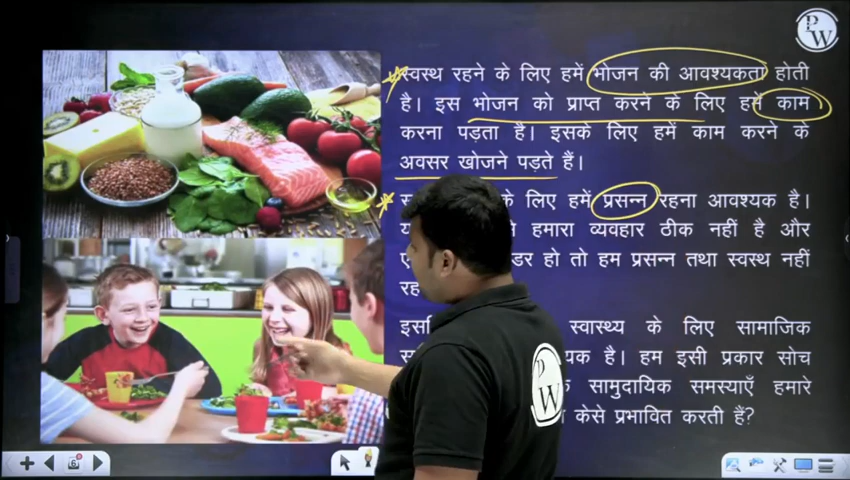 PW
स्वस्थ रहने के लिए हमें भोजन की आवश्यकता होती
है। इस भोजन को प्राप्त करने के लिए हमें काम
करना पड़ता है। इसके लिए हमें काम करने के
अवसर खोजने पड़ते हैं।
के लिए हमें प्रसन्न रहना आवश्यक है।
हमारा व्यवहार ठीक नहीं है और
डर हो तो हम प्रसन्न तथा स्वस्थ नहीं
स्वास्थ्य के लिए सामाजिक
है। हम इसी प्रकार सोच
सामुदायिक समस्याएँ हमारे
केसे प्रभावित करती हैं?
PW